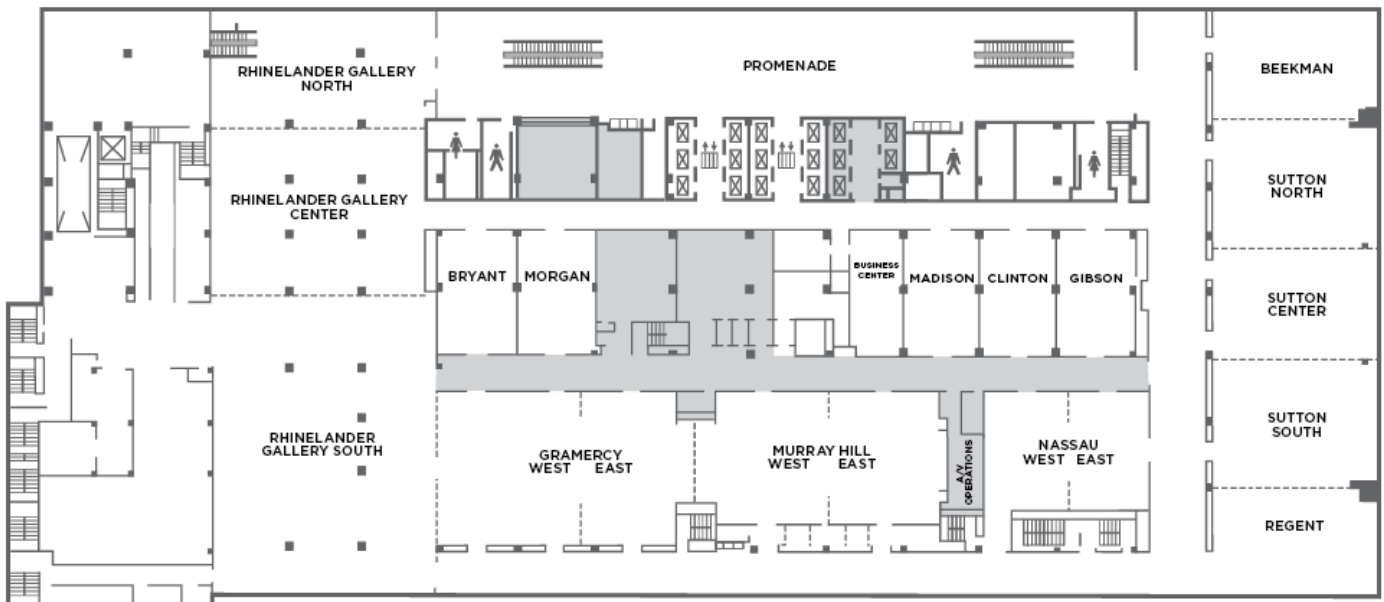 RHINELANDER GALLERY
NORTH
PROMENADE
BEEKMAN
RHINELANDER GALLERY
CENTER
SUTTON
NORTH
BRYANT
MORGAN
BUSINESS
CENTER
MADISON
CLINTON
GIBSON
SUTTON
CENTER
RHINELANDER
GALLERY SOUTH
GRAMERCY
WEST EAST
MURRAY HILL
WEST EAST
A/V
OPERATIONS
NASSAU
WEST EAST
SUTTON
SOUTH
REGENT